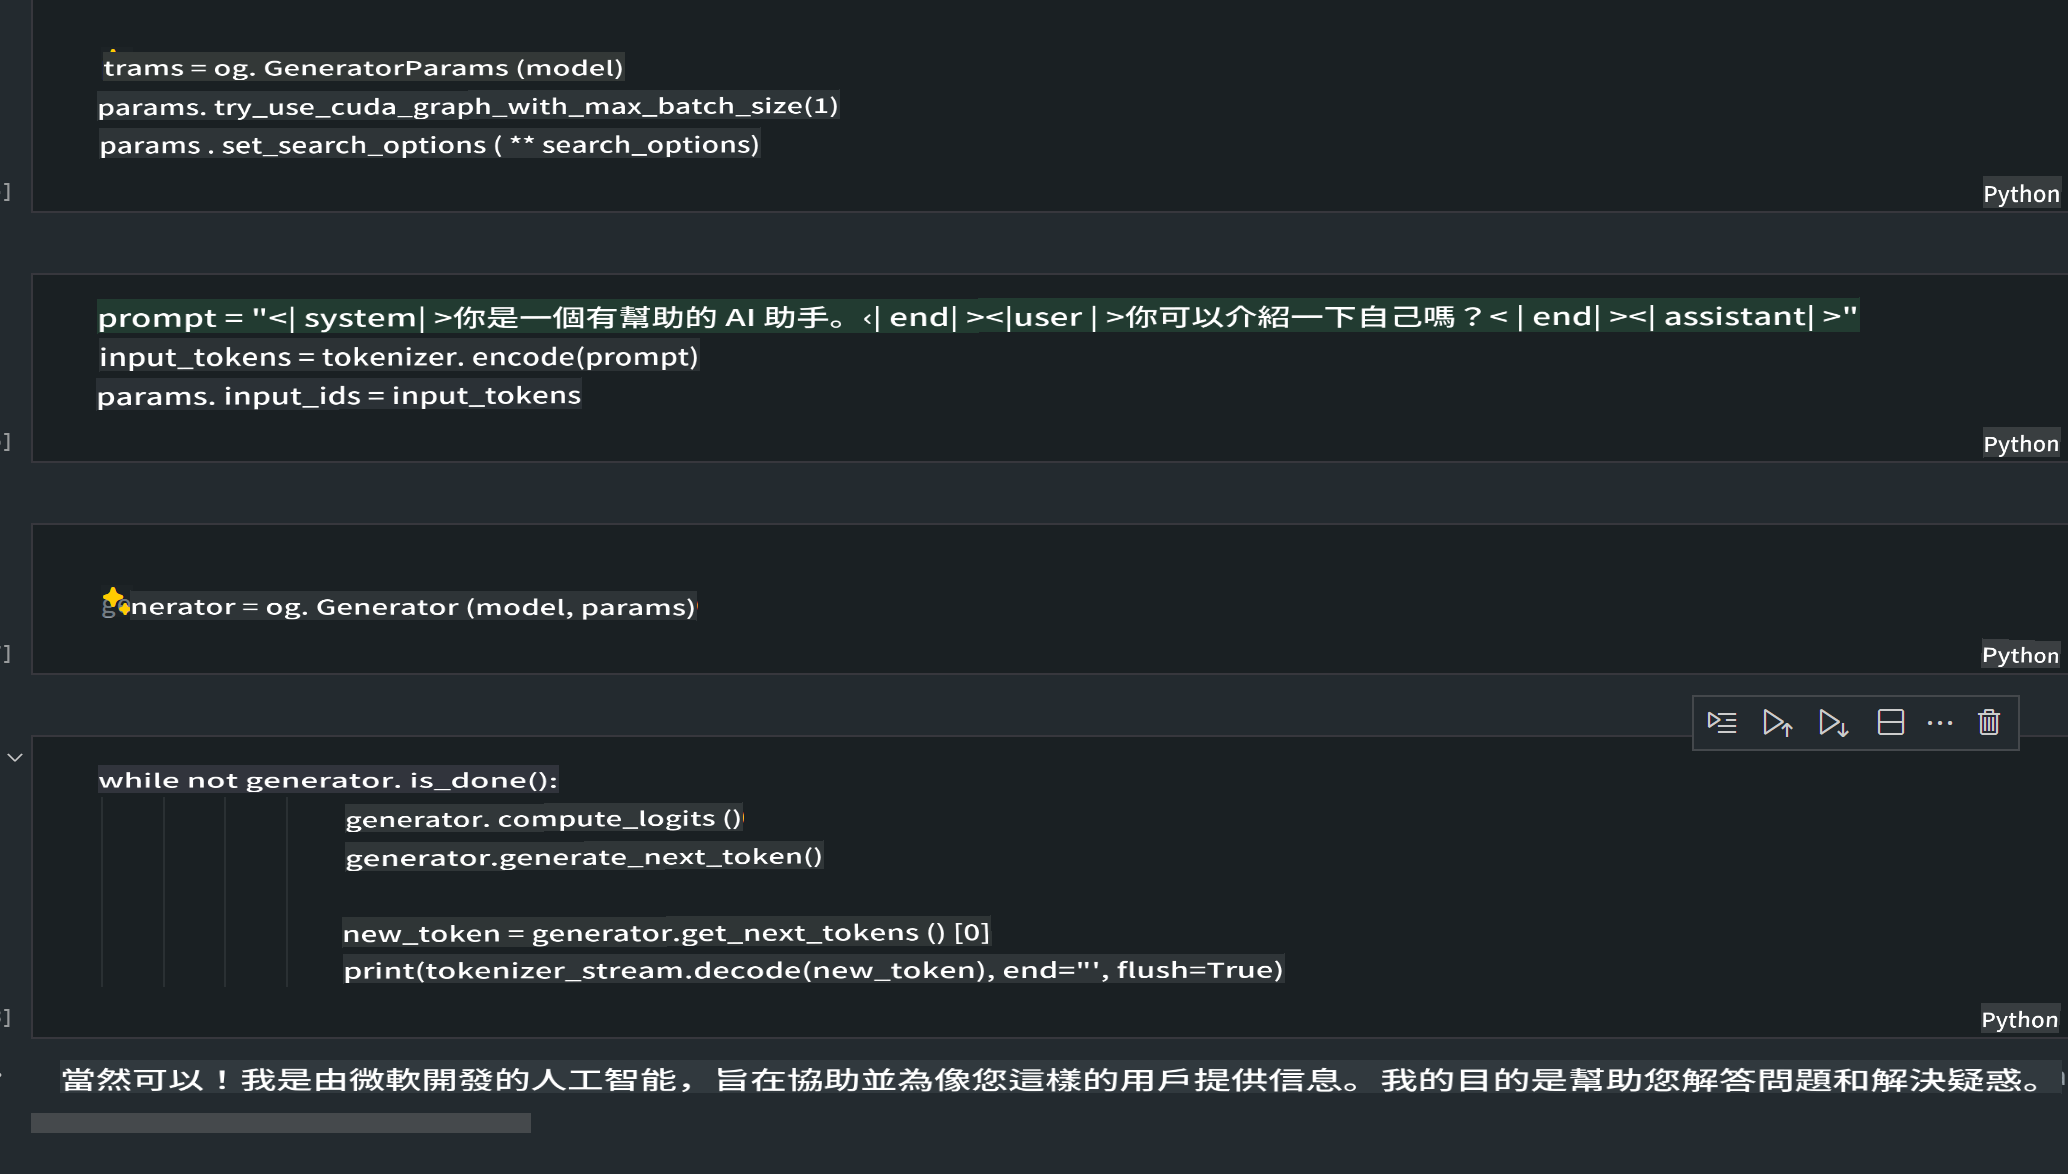 trams = og. GeneratorParams (model)
params. try_use_cuda_graph_with_max_batch_size(1)
params . set_search_options ( ** search_options)
]
Python
prompt = "<| system| >你是一個有幫助的 AI 助手。‹| end| ><|user | >你可以介紹一下自己嗎？< | end| ><| assistant| >"
input_tokens = tokenizer. encode(prompt)
params. input_ids = input_tokens
]
Python
generator = og. Generator (model, params)
]
Python
while not generator. is_done():
generator. compute_logits ()
generator.generate_next_token()
new_token = generator.get_next_tokens () [0]
print(tokenizer_stream.decode(new_token), end="', flush=True)
]
Python
當然可以！我是由微軟開發的人工智能，旨在協助並為像您這樣的用戶提供信息。我的目的是幫助您解答問題和解決疑惑。